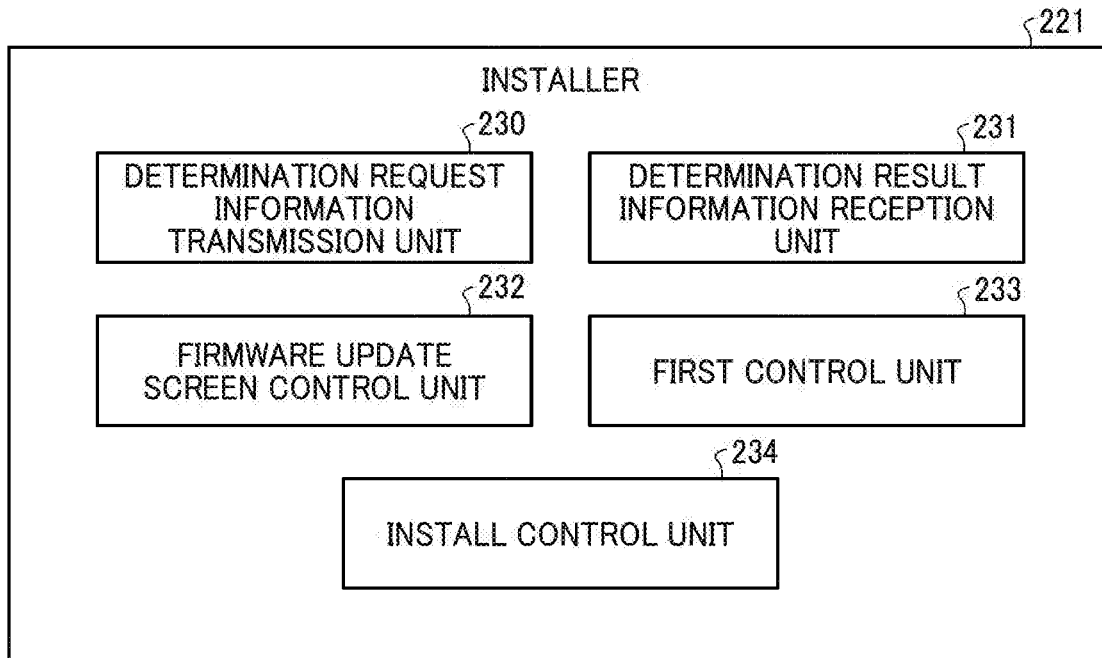 221
INSTALLER
230
DETERMINATION REQUEST
INFORMATION
TRANSMISSION UNIT
231
DETERMINATION RESULT
INFORMATION RECEPTION
UNIT
232
FIRMWARE UPDATE
SCREEN CONTROL UNIT
233
FIRST CONTROL UNIT
234
INSTALL CONTROL UNIT